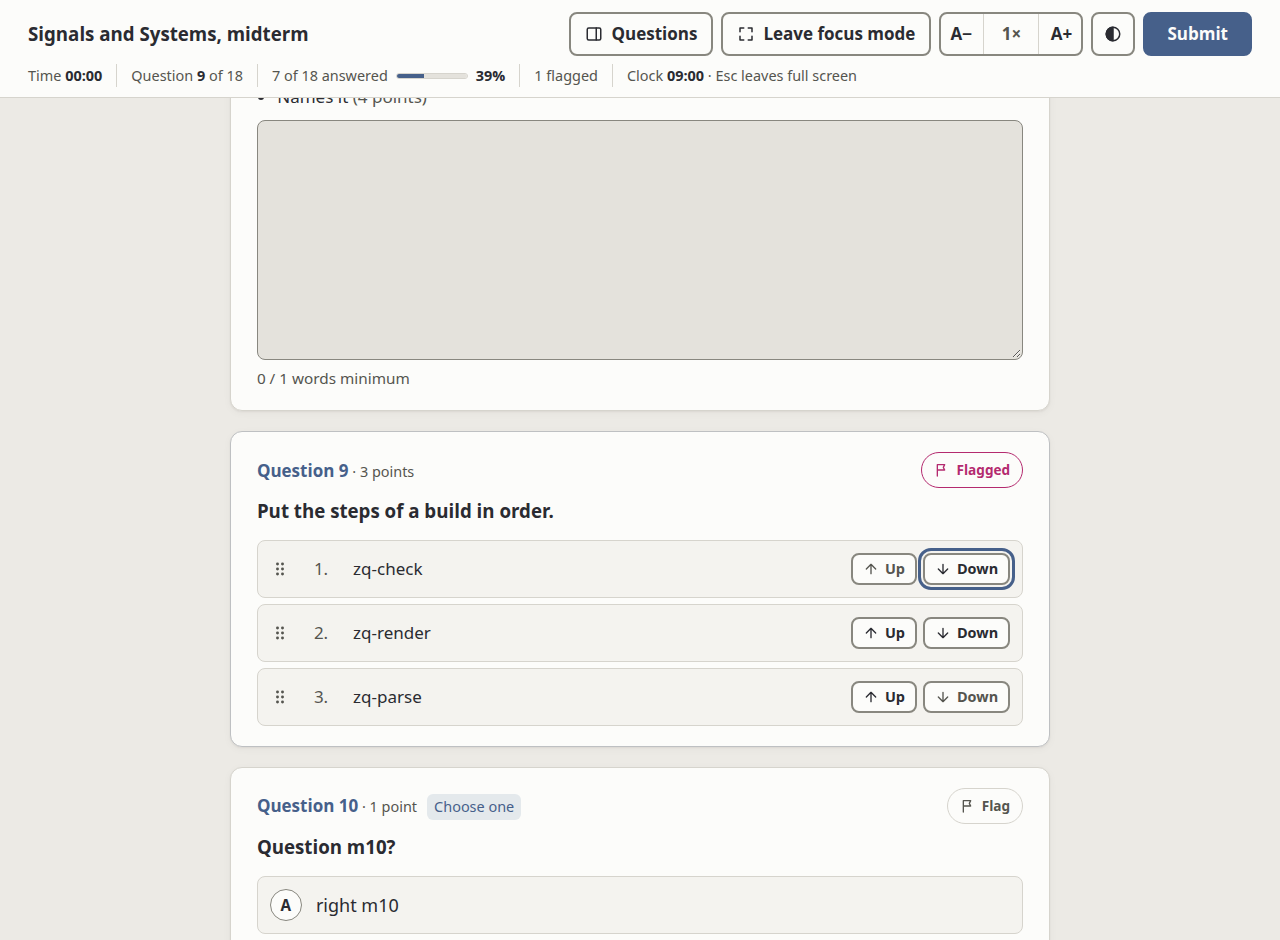 Signals and Systems, midterm
Questions
Leave focus mode
A−
1×
A+
Submit
Time 00:00
Question 9 of 18
7 of 18 answered
39%
1 flagged
Clock 09:00 · Esc leaves full screen
Names it (4 points)
0 / 1 words minimum
Question 9 · 3 points
Flagged
Put the steps of a build in order.
1. zq-check
Up
Down
2. zq-render
Up
Down
3. zq-parse
Up
Down
Question 10 · 1 point
Choose one
Flag
Question m10?
A
right m10